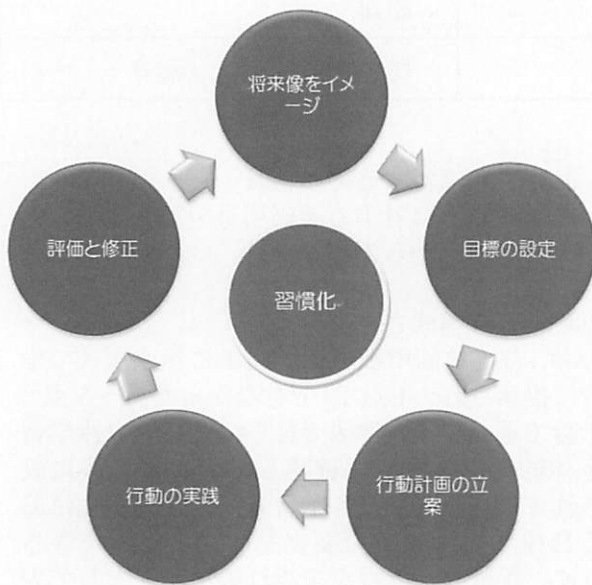 将来像をイメ
ージ
目標の設定
行動計画の立
案
行動の実践
評価と修正
習慣化